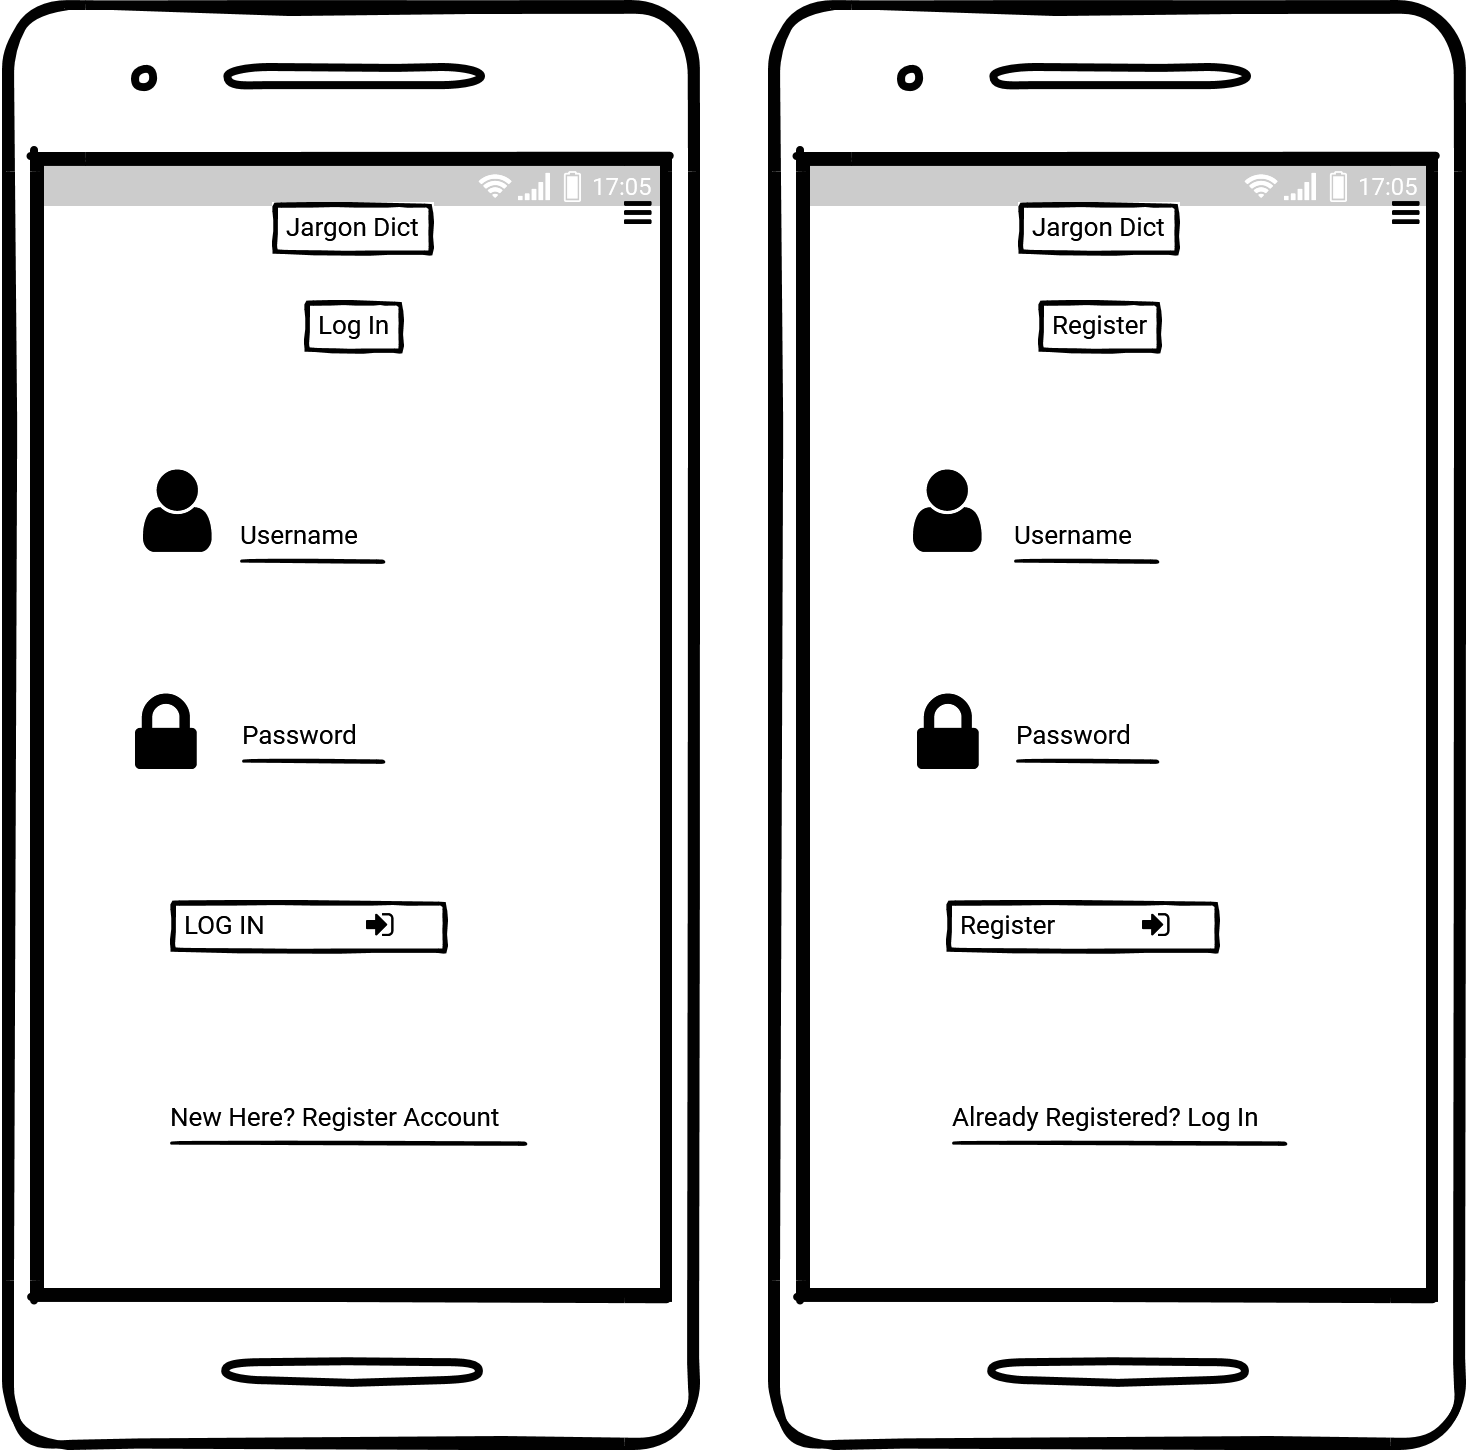 17:05
Jargon Dict
Log In
Username
Password
LOG IN
New Here? Register Account
17:05
Jargon Dict
Register
Username
Password
Register
Already Registered? Log In